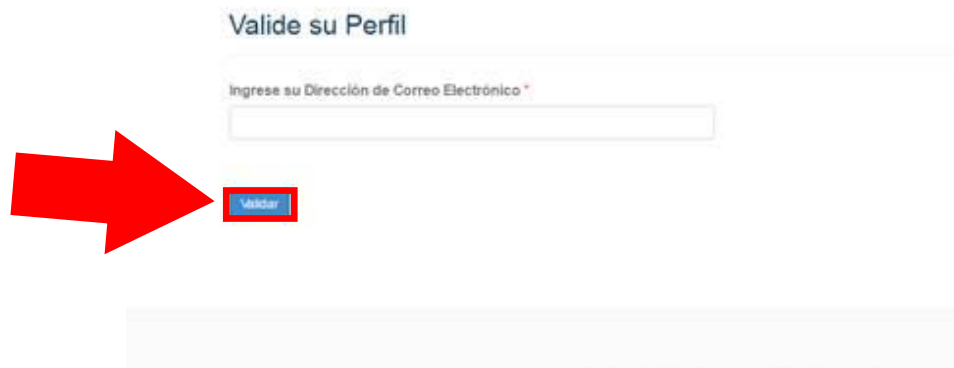 Valide su Perfil
Ingrese su Dirección de Correo Electrónico *
Validar